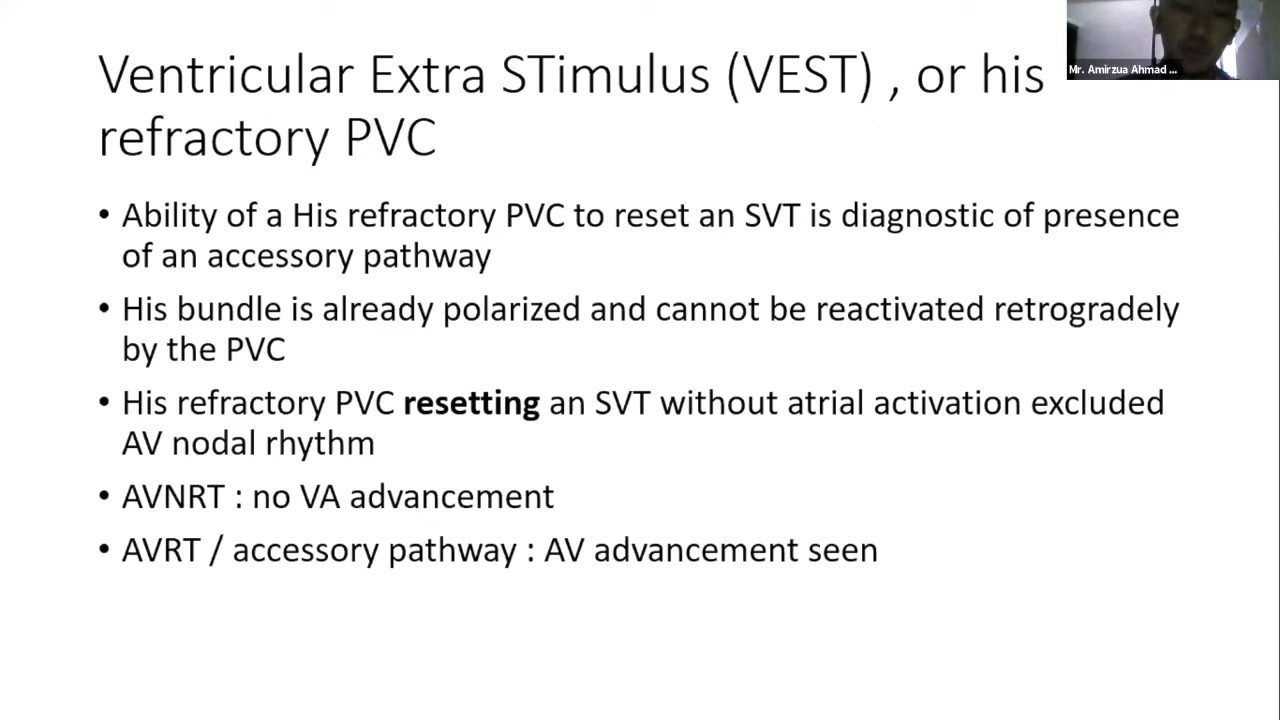 Ventricular Extra STimulus (VEST) , or his
refractory PVC
Mr. Amirzua Ahmad ...
• Ability of a His refractory PVC to reset an SVT is diagnostic of presence
of an accessory pathway
• His bundle is already polarized and cannot be reactivated retrogradely
by the PVC
• His refractory PVC resetting an SVT without atrial activation excluded
AV nodal rhythm
• AVNRT : no VA advancement
• AVRT / accessory pathway : AV advancement seen